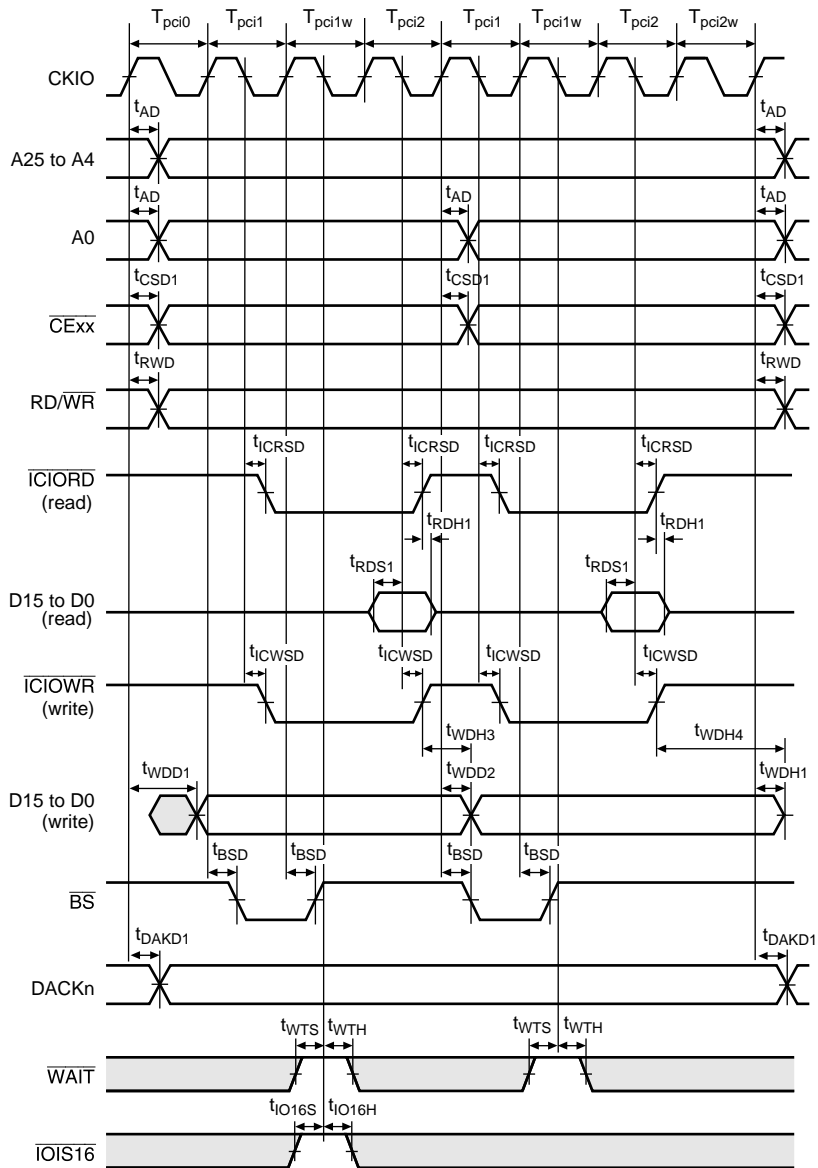 Tpci0 Tpci1 Tpci1w Tpci2 Tpci1 Tpci1w Tpci2 Tpci2w
CKIO
tAD tAD
A25 to A4
tAD tAD tAD
A0
tCSD1 tCSD1 tCSD1
CExx
tRWD tRWD
RD/WR
tICRSD tICRSD tICRSD tICRSD
ICIORD
(read)
tRDH1 tRDH1
tRDS1 tRDS1
D15 to D0
(read)
tICWSD tICWSD tICWSD tICWSD
ICIOWR
(write)
tWDH3 tWDH4
tWDD1 tWDD2 tWDH1
D15 to D0
(write)
tBSD tBSD tBSD tBSD
BS
tDAKD1 tDAKD1
DACKn
tWTS tWTH tWTS tWTH
WAIT
tIO16S tIO16H
IOIS16